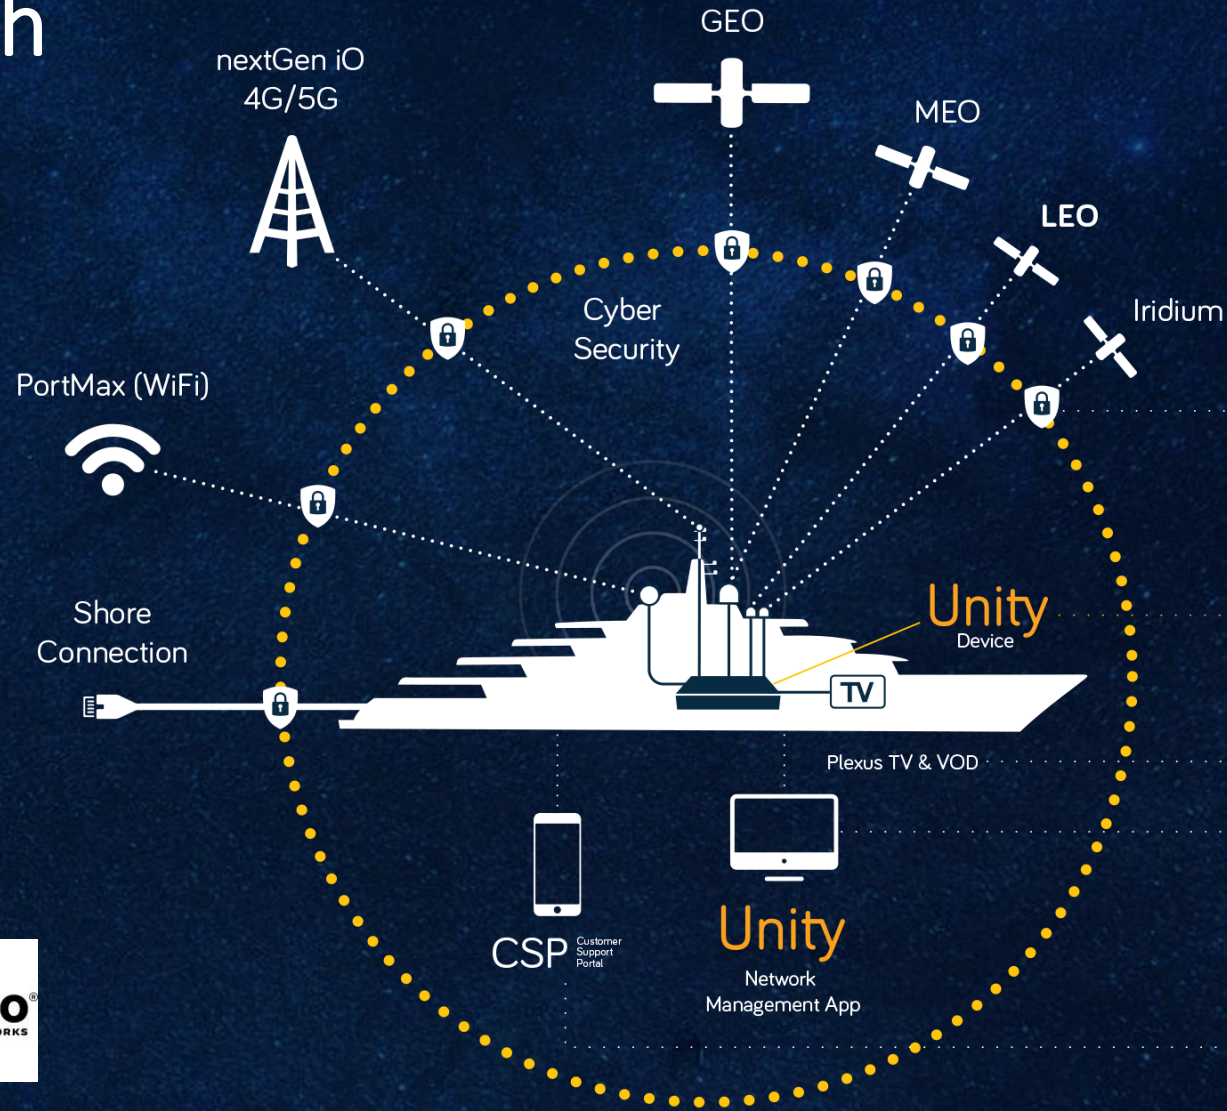 h
GEO
nextGen iO
4G/5G
MEO
LEO
Cyber
Security
Iridium
PortMax (WiFi)
Shore
Connection
Unity
Device
TV
Plexus TV & VOD
CSP
Customer
Support
Portal
Unity
Network
Management App
O®
ORKS